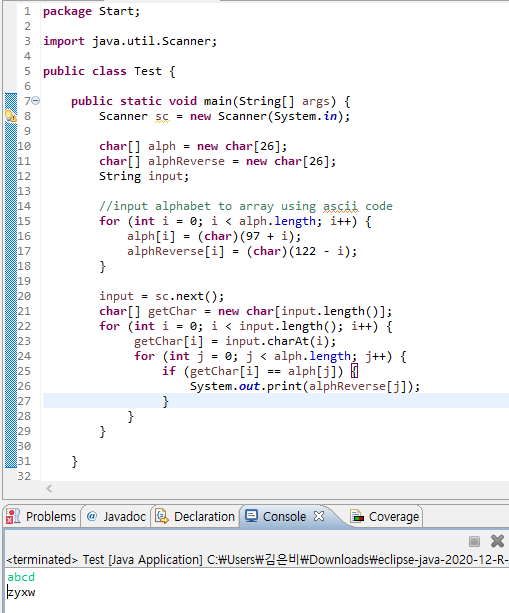 1 package Start;
2
3 import java.util.Scanner;
4
5 public class Test {
6
7 public static void main(String[] args) {
8 Scanner sc = new Scanner(System.in);
9
10 char[] alph = new char[26];
11 char[] alphReverse = new char[26];
12 String input;
13
14 //input alphabet to array using ascii code
15 for (int i = 0; i < alph.length; i++) {
16 alph[i] = (char)(97 + i);
17 alphReverse[i] = (char)(122 - i);
18 }
19
20 input = sc.next();
21 char[] getChar = new char[input.length()];
22 for (int i = 0; i < input.length(); i++) {
23 getChar[i] = input.charAt(i);
24 for (int j = 0; j < alph.length; j++) {
25 if (getChar[i] == alph[j]) {
26 System.out.print(alphReverse[j]);
27 }
28 }
29 }
30
31 }
32
Problems @ Javadoc Declaration Console Coverage
<terminated> Test [Java Application] C:₩Users₩김은비₩Downloads₩eclipse-java-2020-12-R-
abcd
zyxw